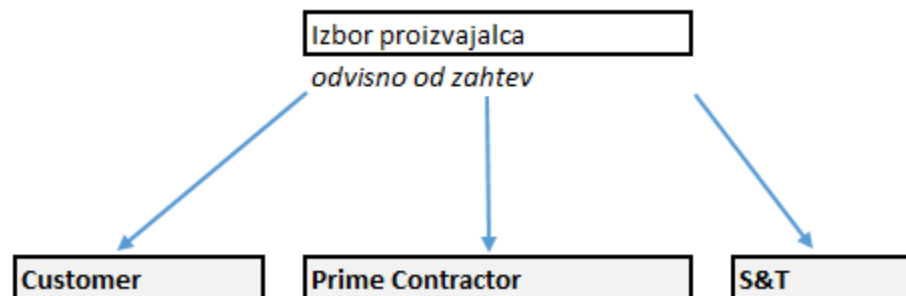 Izbor proizvajalca
odvisno od zahtev
Customer
Prime Contractor
S&T